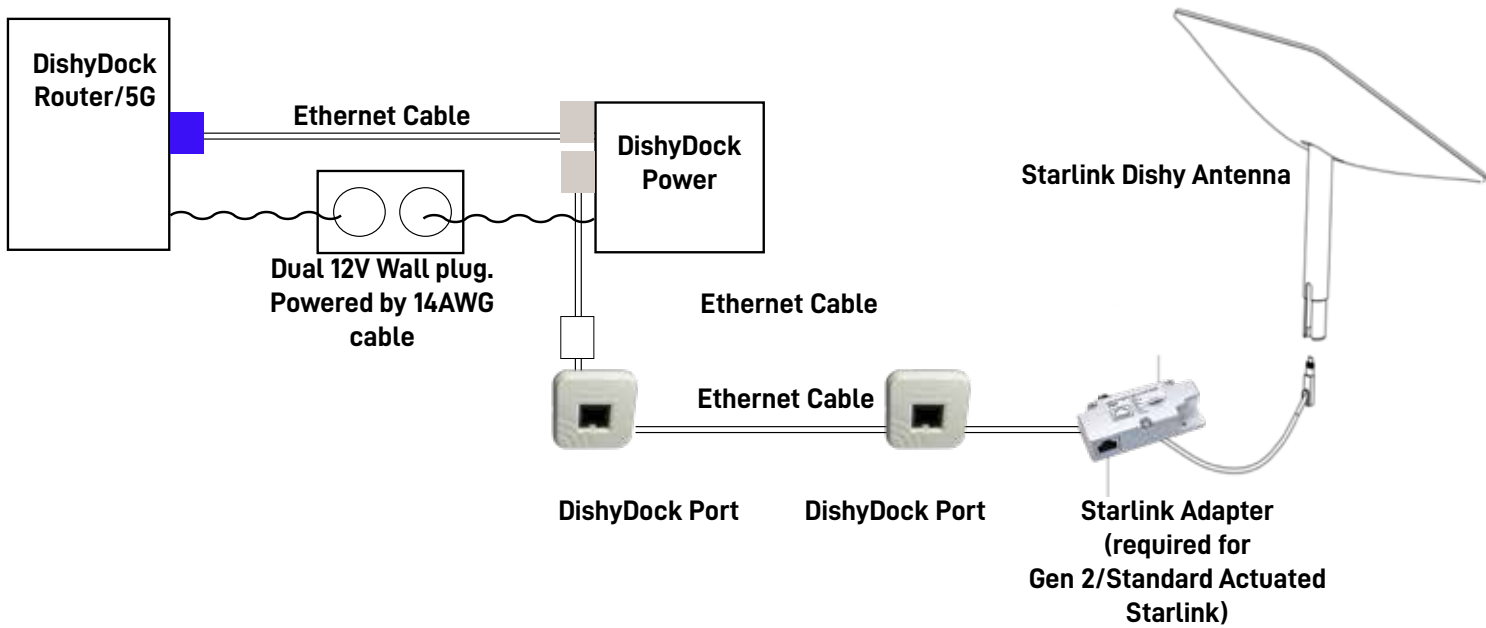 DishyDock
Router/5G
Ethernet Cable
DishyDock
Power
Starlink Dishy Antenna
Dual 12V Wall plug.
Powered by 14AWG
cable
Ethernet Cable
Ethernet Cable
DishyDock Port
DishyDock Port
Starlink Adapter
(required for
Gen 2/Standard Actuated
Starlink)